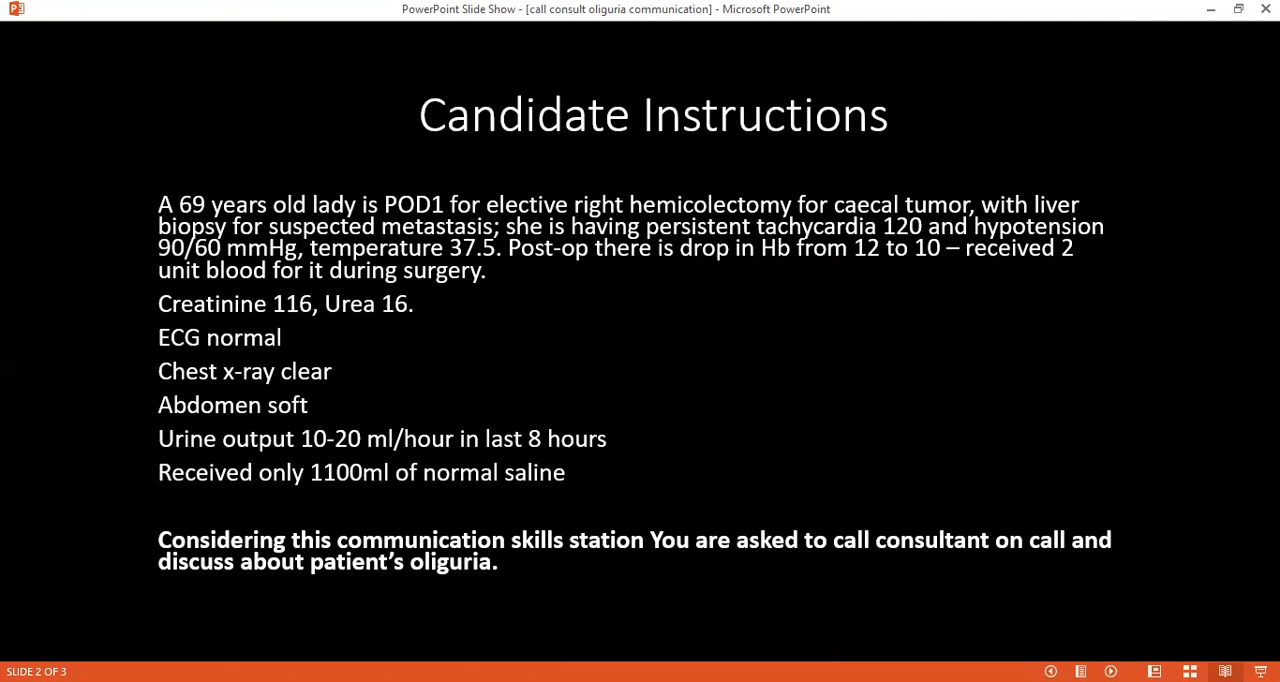 PowerPoint Slide Show - [call consult oliguria communication] - Microsoft PowerPoint
Candidate Instructions
A 69 years old lady is POD1 for elective right hemicolectomy for caecal tumor, with liver
biopsy for suspected metastasis; she is having persistent tachycardia 120 and hypotension
90/60 mmHg, temperature 37.5. Post-op there is drop in Hb from 12 to 10 – received 2
unit blood for it during surgery.
Creatinine 116, Urea 16.
ECG normal
Chest x-ray clear
Abdomen soft
Urine output 10-20 ml/hour in last 8 hours
Received only 1100ml of normal saline
Considering this communication skills station You are asked to call consultant on call and
discuss about patient’s oliguria.
SLIDE 2 OF 3